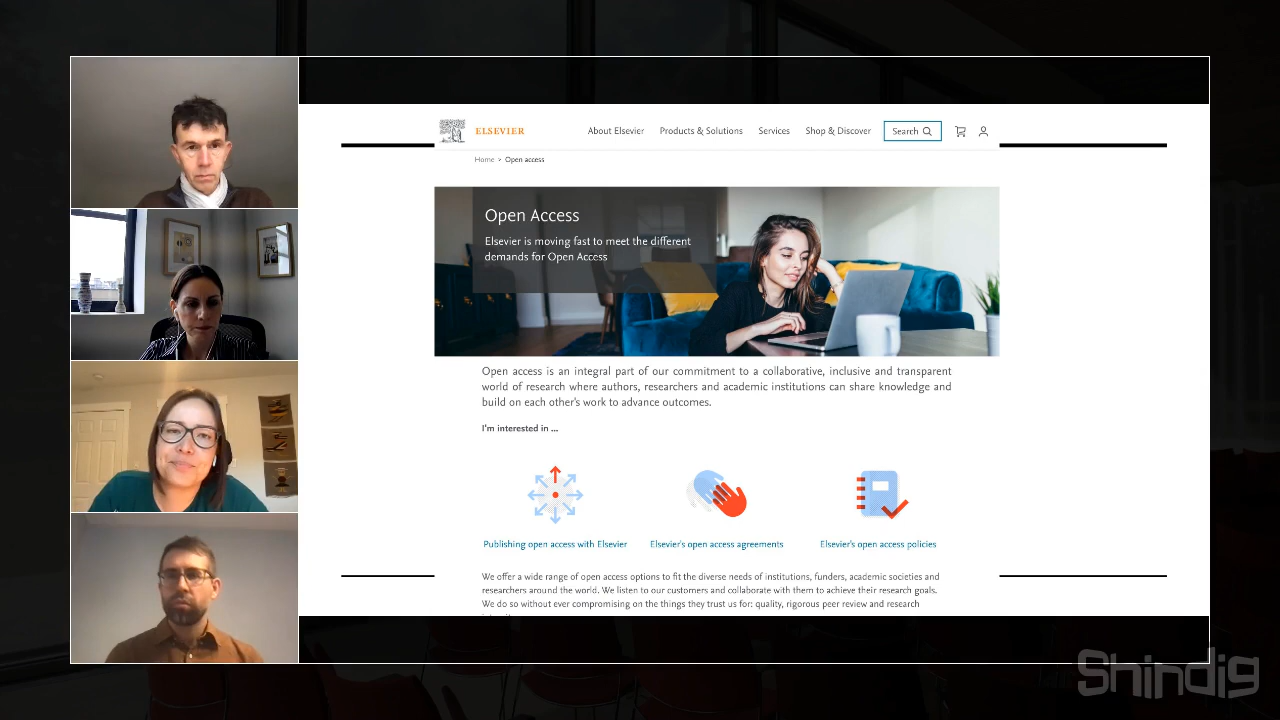 ELSEVIER
About Elsevier Products & Solutions Services Shop & Discover Search
Home > Open access
Open Access
Elsevier is moving fast to meet the different
demands for Open Access
Open access is an integral part of our commitment to a collaborative, inclusive and transparent
world of research where authors, researchers and academic institutions can share knowledge and
build on each other's work to advance outcomes.
I'm interested in ...
Publishing open access with Elsevier Elsevier's open access agreements Elsevier's open access policies
We offer a wide range of open access options to fit the diverse needs of institutions, funders, academic societies and
researchers around the world. We listen to our customers and collaborate with them to achieve their research goals.
We do so without ever compromising on the things they trust us for: quality, rigorous peer review and research
Shindig